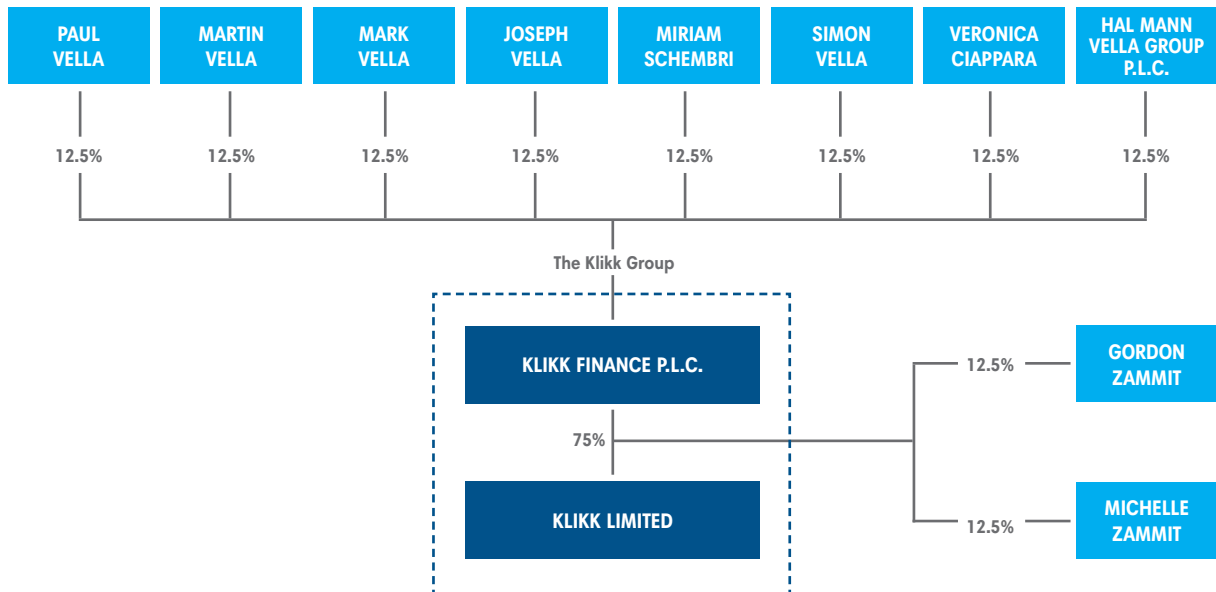 PAUL
VELLA
MARTIN
VELLA
MARK
VELLA
JOSEPH
VELLA
MIRIAM
SCHEMBRI
SIMON
VELLA
VERONICA
CIAPPARA
HAL MANN
VELLA GROUP
P.L.C.
12.5%
12.5%
12.5%
12.5%
12.5%
12.5%
12.5%
12.5%
The Klikk Group
KLIKK FINANCE P.L.C.
12.5%
GORDON
ZAMMIT
75%
KLIKK LIMITED
12.5%
MICHELLE
ZAMMIT